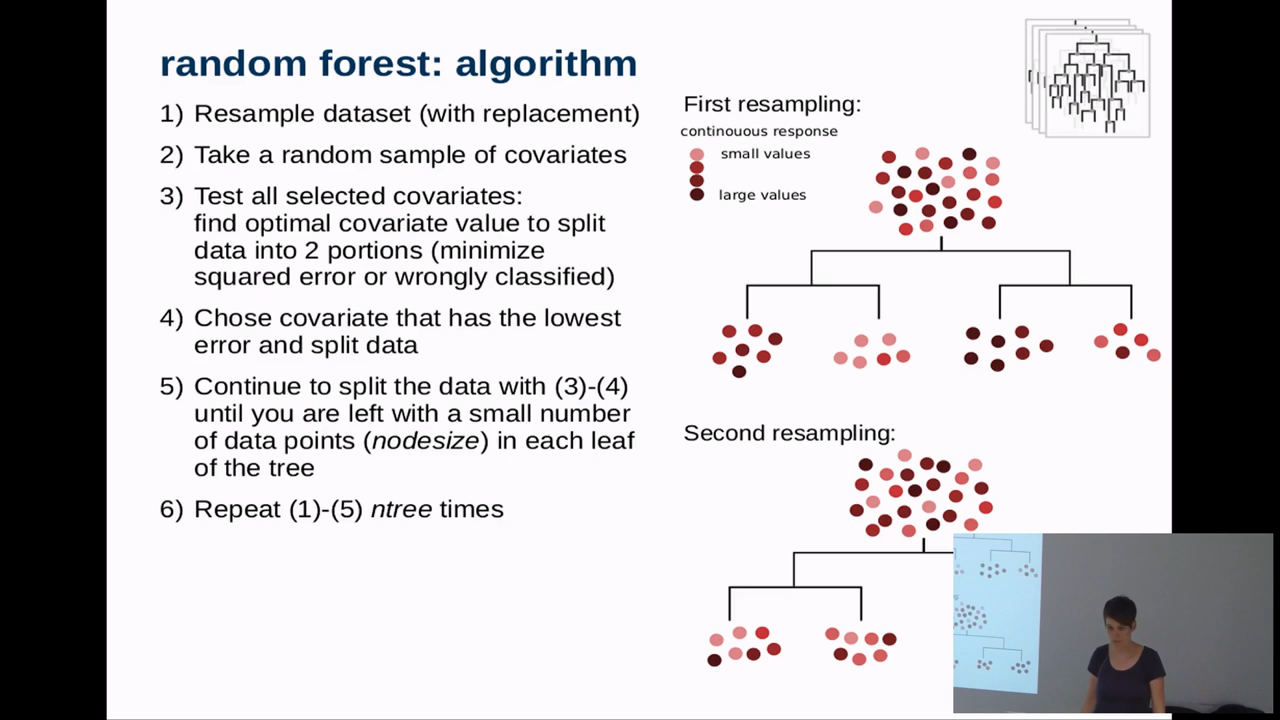 random forest: algorithm
1) Resample dataset (with replacement)
2) Take a random sample of covariates
3) Test all selected covariates:
find optimal covariate value to split
data into 2 portions (minimize
squared error or wrongly classified)
4) Chose covariate that has the lowest
error and split data
5) Continue to split the data with (3)-(4)
until you are left with a small number
of data points (nodesize) in each leaf
of the tree
6) Repeat (1)-(5) ntree times
First resampling:
continouous response
small values
large values
Second resampling: